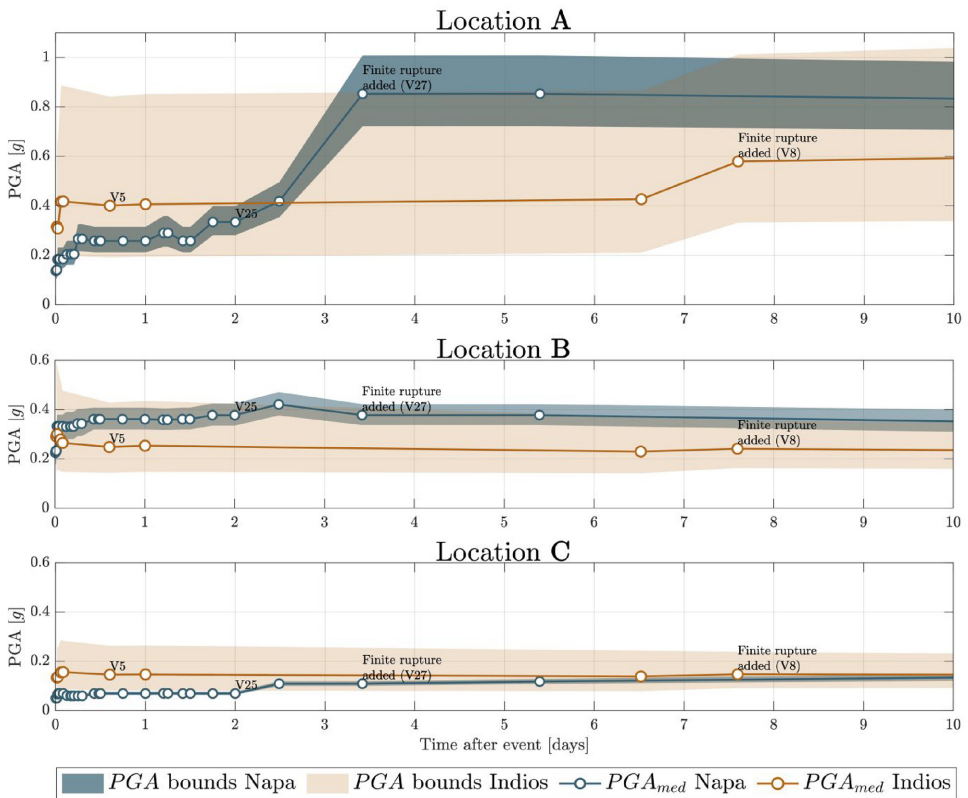 Location A
PGA [g]
1
0.8
0.6
0.4
0.2
0
Finite rupture
added (V27)
Finite rupture
added (V8)
V5
V25
0 1 2 3 4 5 6 7 8 9 10
Location B
PGA [g]
0.6
0.4
0.2
0
Finite rupture
added (V27)
V25
V5
Finite rupture
added (V8)
0 1 2 3 4 5 6 7 8 9 10
Location C
PGA [g]
0.6
0.4
0.2
0
V5
V25
Finite rupture
added (V27)
Finite rupture
added (V8)
0 1 2 3 4 5 6 7 8 9 10
Time after event [days]
PGA bounds Napa PGA bounds Indios PGAmed Napa PGAmed Indios